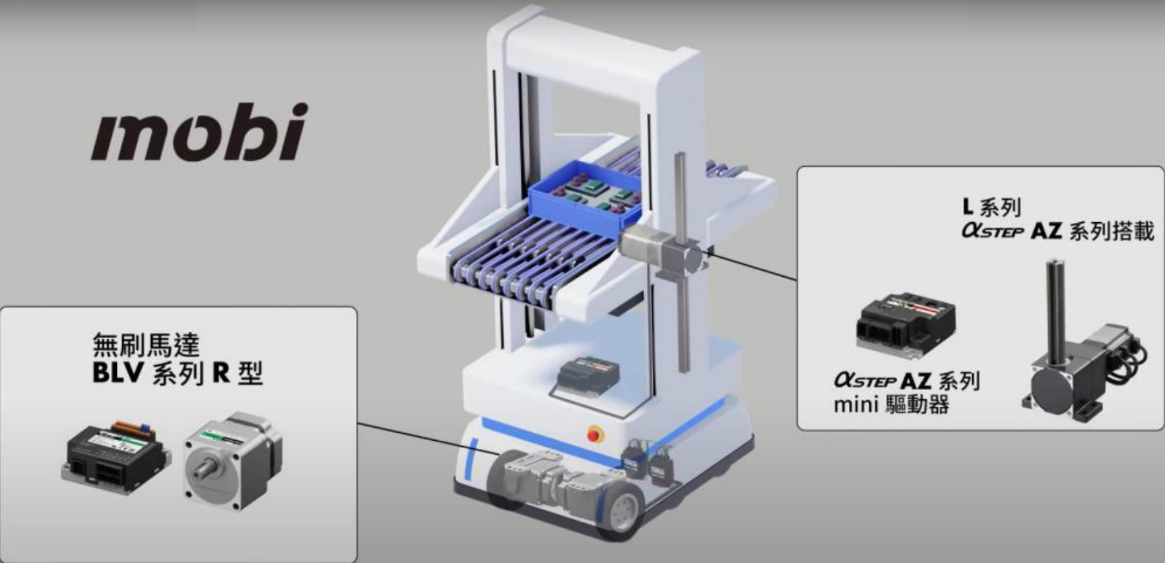 mobi
L 系列
αSTEP AZ 系列搭載
αSTEP AZ 系列
mini 驅動器
無刷馬達
BLV 系列 R 型